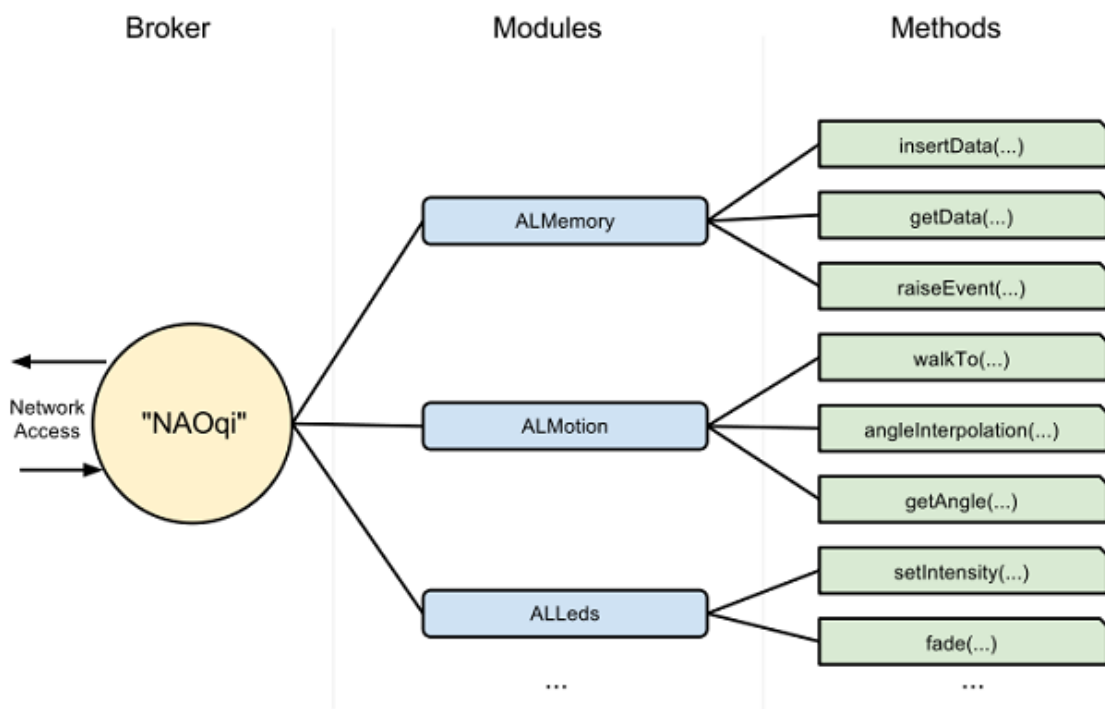 Broker
Modules
Methods
insertData(...)
ALMemory
getData(...)
raiseEvent(...)
walkTo(...)
Network
Access
"NAOqi"
ALMotion
angleInterpolation(...)
getAngle(...)
setIntensity(...)
ALLeds
fade(...)
...
...